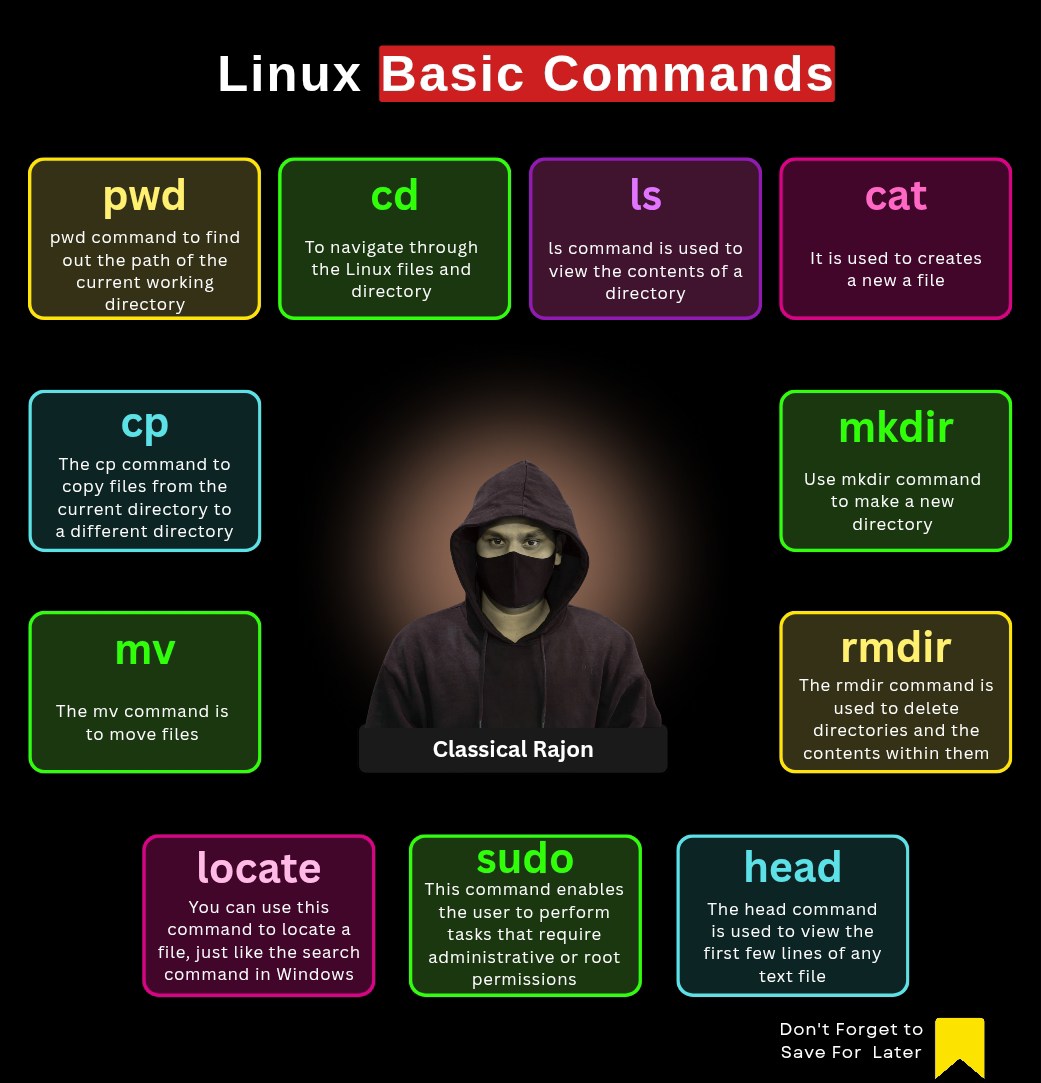 Linux Basic Commands
pwd
pwd command to find
out the path of the
current working
directory
cd
To navigate through
the Linux files and
directory
ls
ls command is used to
view the contents of a
directory
cat
It is used to creates
a new a file
cp
The cp command to
copy files from the
current directory to
a different directory
mkdir
Use mkdir command
to make a new
directory
mv
The mv command is
to move files
rmdir
The rmdir command is
used to delete
directories and the
contents within them
Classical Rajon
locate
You can use this
command to locate a
file, just like the search
command in Windows
sudo
This command enables
the user to perform
tasks that require
administrative or root
permissions
head
The head command
is used to view the
first few lines of any
text file
Don't Forget to
Save For Later